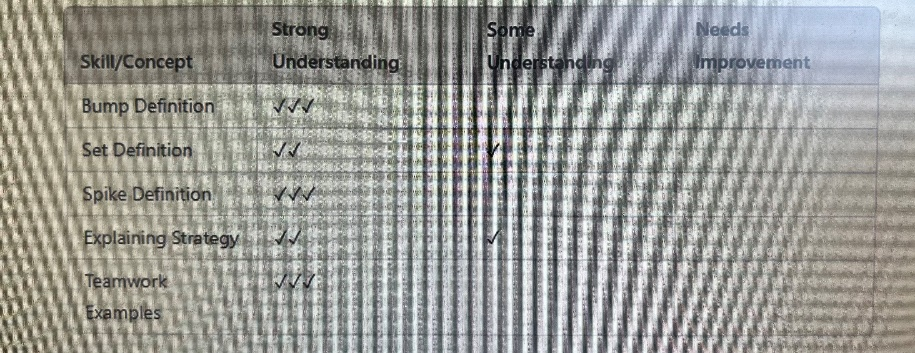 Skill/Concept Strong Understanding Some Understanding Needs Improvement
Bump Definition ✓✓✓
Set Definition ✓✓ ✓
Spike Definition ✓✓✓
Explaining Strategy ✓✓ ✓
Teamwork ✓✓✓
Examples